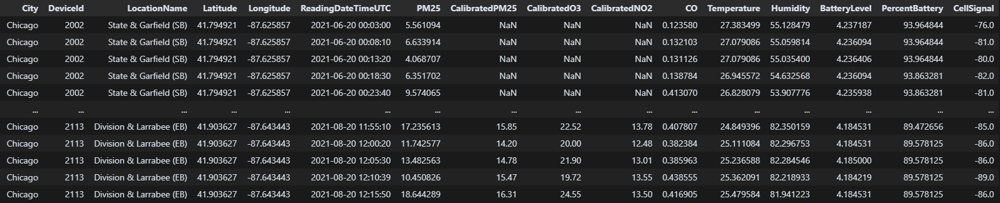 City DeviceId LocationName Latitude Longitude ReadingDateTimeUTC PM25 CalibratedPM25 CalibratedO3 CalibratedNO2 CO Temperature Humidity BatteryLevel PercentBattery CellSignal
Chicago 2002 State & Garfield (SB) 41.794921 -87.625857 2021-06-20 00:03:00 5.561094 NaN NaN NaN 0.123580 27.383499 55.128479 4.237187 93.964844 -76.0
Chicago 2002 State & Garfield (SB) 41.794921 -87.625857 2021-06-20 00:08:10 6.633914 NaN NaN NaN 0.132103 27.079086 55.059814 4.236094 93.964844 -81.0
Chicago 2002 State & Garfield (SB) 41.794921 -87.625857 2021-06-20 00:13:20 4.068707 NaN NaN NaN 0.131126 27.079086 55.035400 4.236406 93.964844 -80.0
Chicago 2002 State & Garfield (SB) 41.794921 -87.625857 2021-06-20 00:18:30 6.351702 NaN NaN NaN 0.138784 26.945572 54.632568 4.236094 93.863281 -82.0
Chicago 2002 State & Garfield (SB) 41.794921 -87.625857 2021-06-20 00:23:40 9.574065 NaN NaN NaN 0.413070 26.828079 53.907776 4.235938 93.863281 -81.0
... ... ... ... ... ... ... ... ... ... ... ... ... ... ... ...
Chicago 2113 Division & Larrabee (EB) 41.903627 -87.643443 2021-08-20 11:55:10 17.235613 15.85 22.52 13.78 0.407807 24.849396 82.350159 4.184531 89.472656 -85.0
Chicago 2113 Division & Larrabee (EB) 41.903627 -87.643443 2021-08-20 12:00:20 11.742577 14.20 20.00 12.48 0.382384 25.111084 82.296753 4.184531 89.578125 -86.0
Chicago 2113 Division & Larrabee (EB) 41.903627 -87.643443 2021-08-20 12:05:30 13.482563 14.78 21.90 13.01 0.385963 25.236588 82.284546 4.185000 89.578125 -86.0
Chicago 2113 Division & Larrabee (EB) 41.903627 -87.643443 2021-08-20 12:10:39 10.450826 15.47 19.72 13.55 0.438555 25.362091 82.218933 4.184219 89.578125 -89.0
Chicago 2113 Division & Larrabee (EB) 41.903627 -87.643443 2021-08-20 12:15:50 18.644289 16.31 24.55 13.50 0.416905 25.479584 81.941223 4.184531 89.578125 -86.0